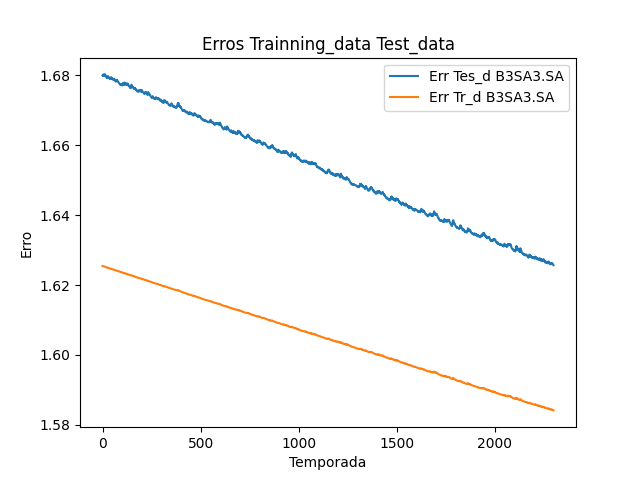 Erros Trainning_data Test_data
Err Tes_d B3SA3.SA
Err Tr_d B3SA3.SA
Erro
1.68
1.66
1.64
1.62
1.60
1.58
0 500 1000 1500 2000
Temporada